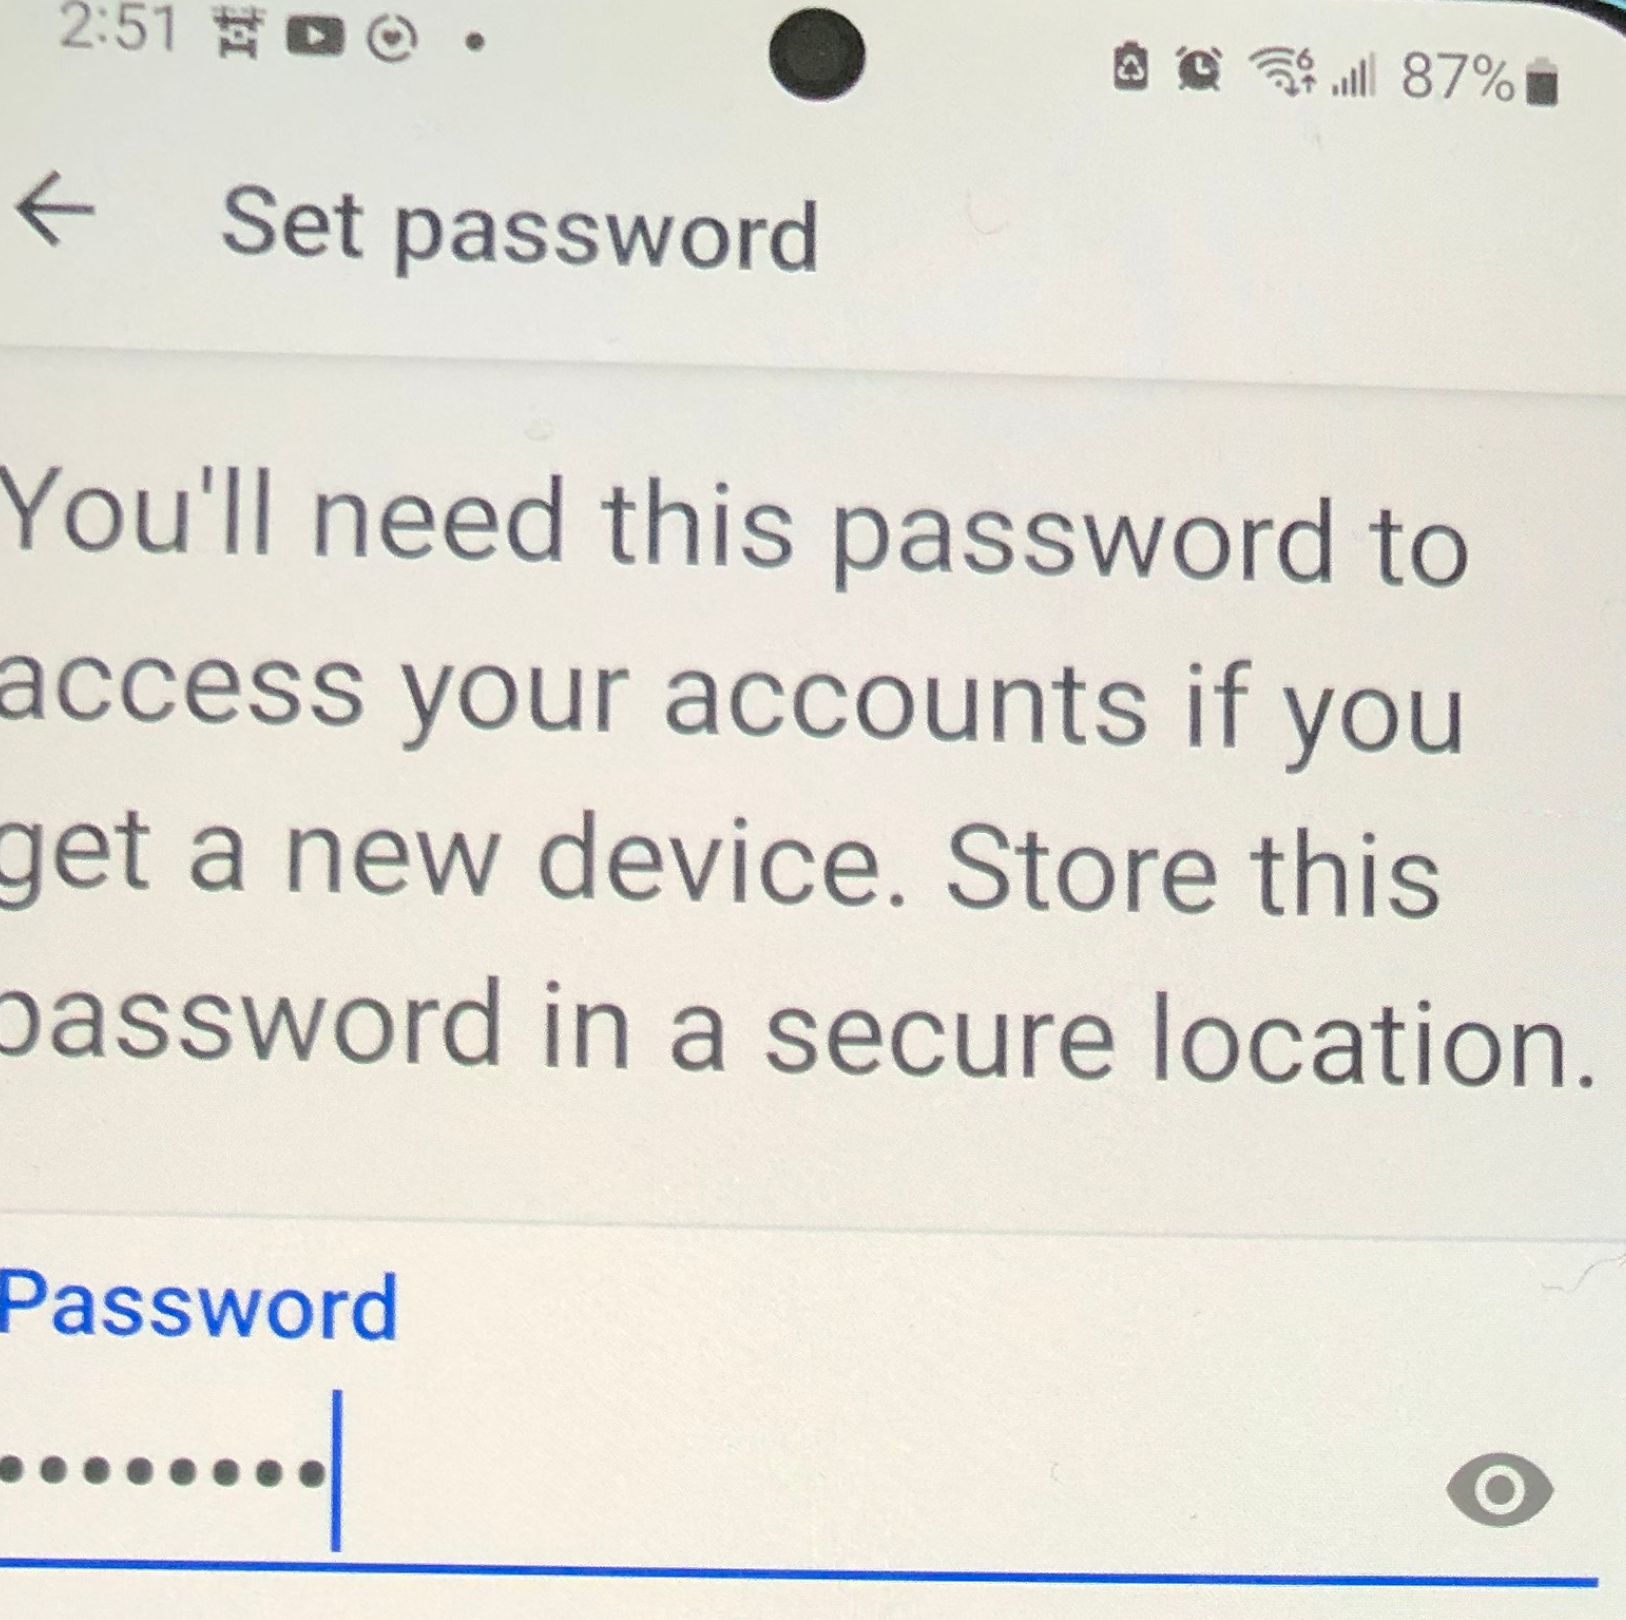 2:51
6
87%
Set password
You'll need this password to
access your accounts if you
get a new device. Store this
password in a secure location.
Password
••••••••